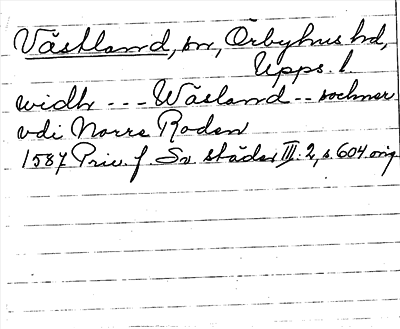 Västland, sn, Örbyhus hd,
Upps. l.
widh --- Wäsland -- sochner
vdi Norre Roden
1587 Priv. f. Sv städer III: 2, s. 604 orig